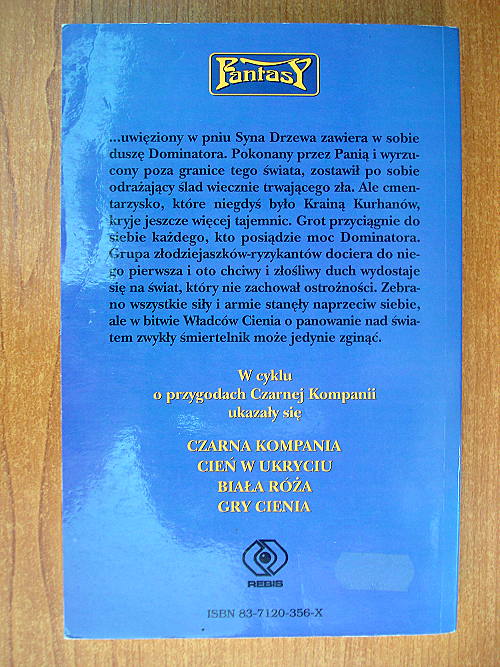 Fantasy
...uwięziony w pniu Syna Drzewa zawiera w sobie
duszę Dominatora. Pokonany przez Panią i wyrzu-
cony poza granice tego świata, zostawił po sobie
odrażający ślad wiecznie trwającego zła. Ale cmen-
tarzysko, które niegdyś było Krainą Kurhanów,
kryje jeszcze więcej tajemnic. Grot przyciągnie do
siebie każdego, kto posiądzie moc Dominatora.
Grupa złodziejaszków-ryzykantów dociera do nie-
go pierwsza i oto chciwy i złośliwy duch wydostaje
się na świat, który nie zachował ostrożności. Zebra-
no wszystkie siły i armie stanęły naprzeciw siebie,
ale w bitwie Władców Cienia o panowanie nad świa-
tem zwykły śmiertelnik może jedynie zginąć.
W cyklu
o przygodach Czarnej Kompanii
ukazały się
CZARNA KOMPANIA
CIEŃ W UKRYCIU
BIAŁA RÓŻA
GRY CIENIA
REBIS
ISBN 83-7120-356-X